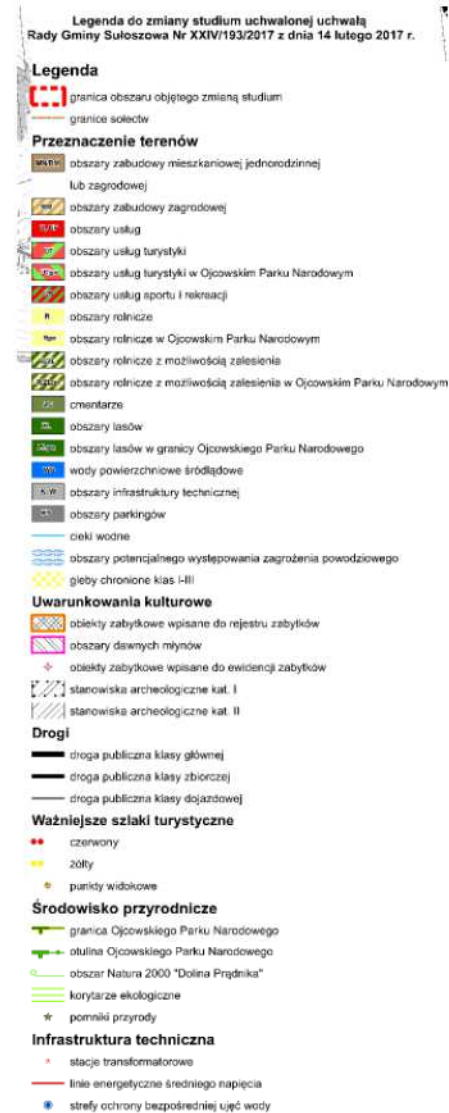 Legenda do zmiany studium uchwalonej uchwałą
Rady Gminy Sułoszowa Nr XXIV/193/2017 z dnia 14 lutego 2017 r.
Legenda
granica obszaru objętego zmianą studium
granice sołectw
Przeznaczenie terenów
obszary zabudowy mieszkaniowej jednorodzinnej
lub zagrodowej
obszary zabudowy zagrodowej
obszary usług
obszary usług turystyki
obszary usług turystyki w Ojcowskim Parku Narodowym
obszary usług sportu i rekreacji
R obszary rolnicze
obszary rolnicze w Ojcowskim Parku Narodowym
obszary rolnicze z możliwością zalesienia
obszary rolnicze z możliwością zalesienia w Ojcowskim Parku Narodowym
cmentarze
ZL obszary lasów
obszary lasów w granicy Ojcowskiego Parku Narodowego
wody powierzchniowe śródlądowe
obszary infrastruktury technicznej
obszary parkingów
cieki wodne
obszary potencjalnego występowania zagrożenia powodziowego
gleby chronione klas I-III
Uwarunkowania kulturowe
obiekty zabytkowe wpisane do rejestru zabytków
obszary dawnych młynów
obiekty zabytkowe wpisane do ewidencji zabytków
stanowiska archeologiczne kat. I
stanowiska archeologiczne kat. II
Drogi
droga publiczna klasy głównej
droga publiczna klasy zbiorczej
droga publiczna klasy dojazdowej
Ważniejsze szlaki turystyczne
czerwony
żółty
punkty widokowe
Środowisko przyrodnicze
granica Ojcowskiego Parku Narodowego
otulina Ojcowskiego Parku Narodowego
obszar Natura 2000 "Dolina Prądnika"
korytarze ekologiczne
pomniki przyrody
Infrastruktura techniczna
stacje transformatorowe
linie energetyczne średniego napięcia
strefy ochrony bezpośredniej ujęć wody